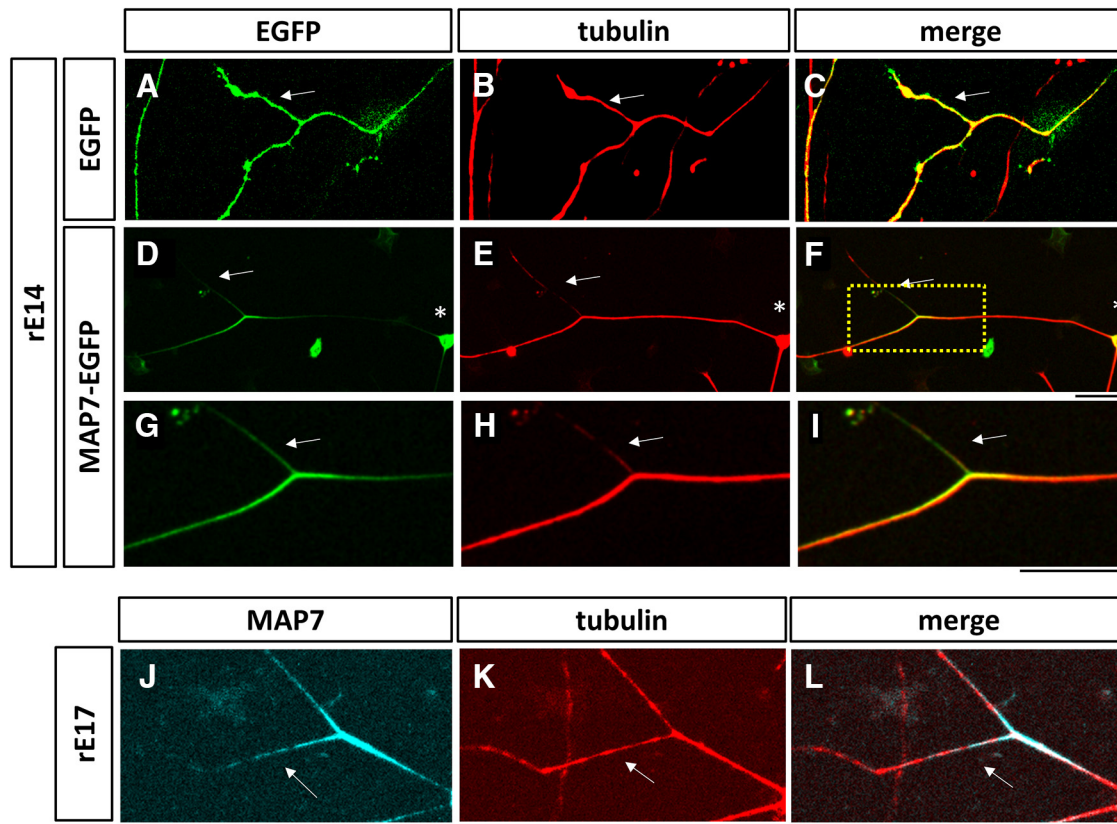 EGFP tubulin merge
rE14
EGFP
A B C
MAP7-EGFP
D E F
* * *
G H I
MAP7 tubulin merge
rE17
J K L